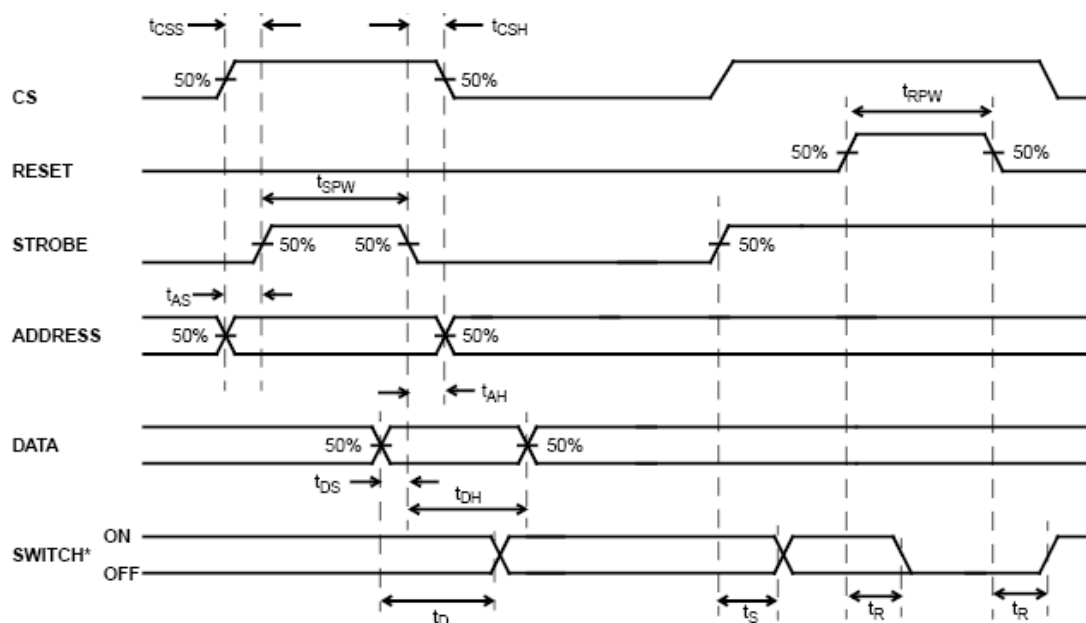 tCSS tCSH
50% 50%
CS
tRPW
50% 50%
RESET
tSPW
STROBE 50% 50% 50%
tAS
ADDRESS 50% 50%
tAH
DATA 50% 50%
tDS tDH
ON
SWITCH*
OFF
tD tS tR tR